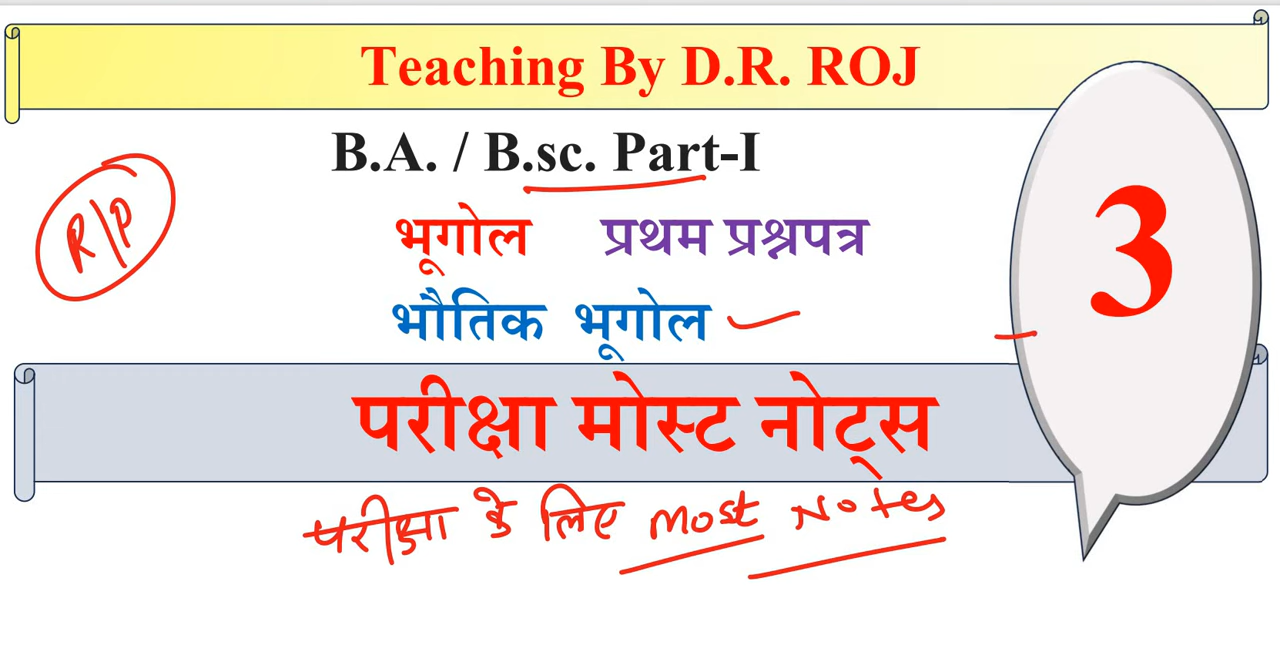 Teaching By D.R. ROJ
B.A. / B.sc. Part-I
R/P
भूगोल प्रथम प्रश्नपत्र
3
भौतिक भूगोल
परीक्षा मोस्ट नोट्स
परीक्षा के लिए most Notes